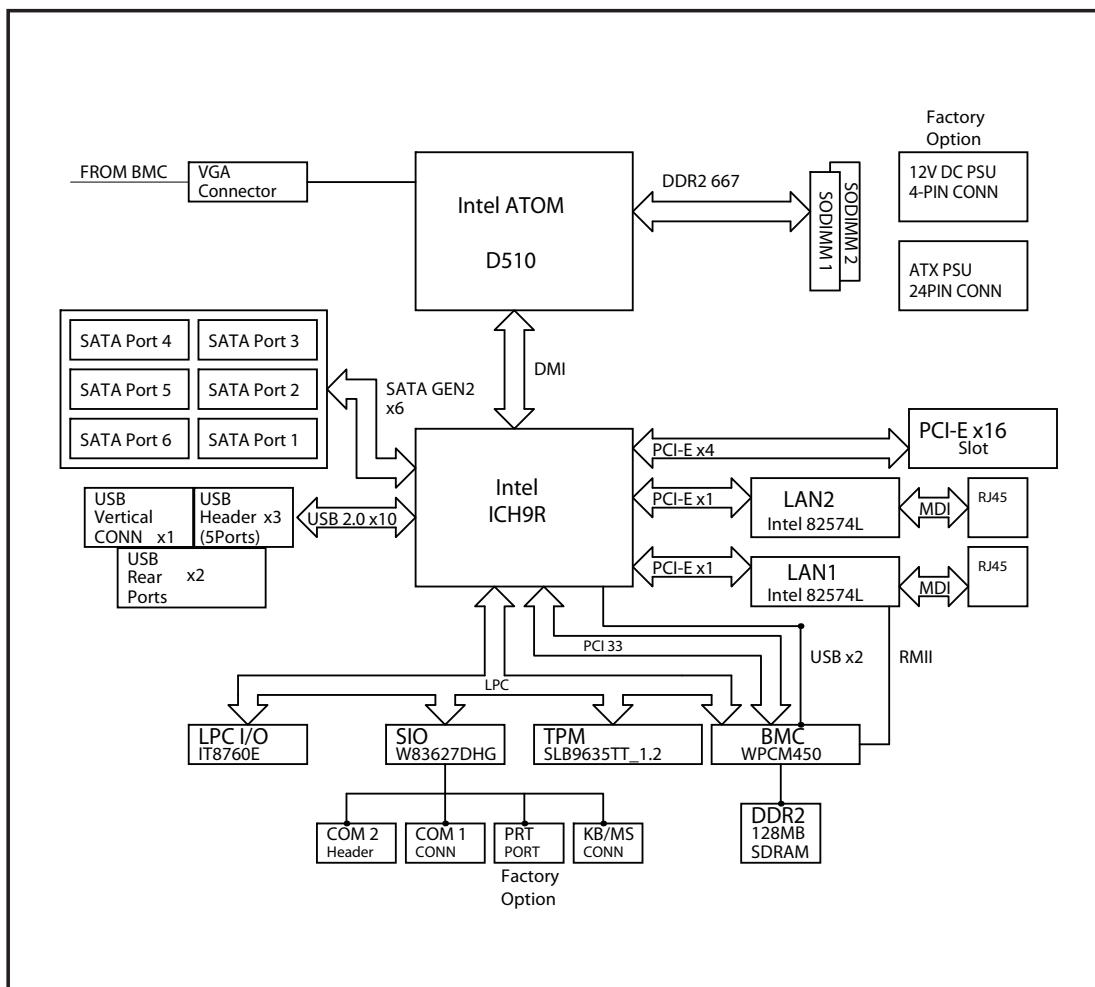 Factory
Option
FROM BMC
VGA
Connector
Intel ATOM
D510
DDR2 667
SODIMM 1
SODIMM 2
12V DC PSU
4-PIN CONN
ATX PSU
24PIN CONN
SATA Port 4
SATA Port 3
SATA Port 5
SATA Port 2
SATA Port 6
SATA Port 1
SATA GEN2
x6
DMI
Intel
ICH9R
PCI-E x4
PCI-E x16
Slot
PCI-E x1
LAN2
Intel 82574L
MDI
RJ45
PCI-E x1
LAN1
Intel 82574L
MDI
RJ45
USB
Vertical
CONN x1
USB
Header x3
(5Ports)
USB 2.0 x10
USB
Rear x2
Ports
PCI 33
USB x2
RMII
LPC
LPC I/O
IT8760E
SIO
W83627DHG
TPM
SLB9635TT_1.2
BMC
WPCM450
COM 2
Header
COM 1
CONN
PRT
PORT
KB/MS
CONN
DDR2
128MB
SDRAM
Factory
Option